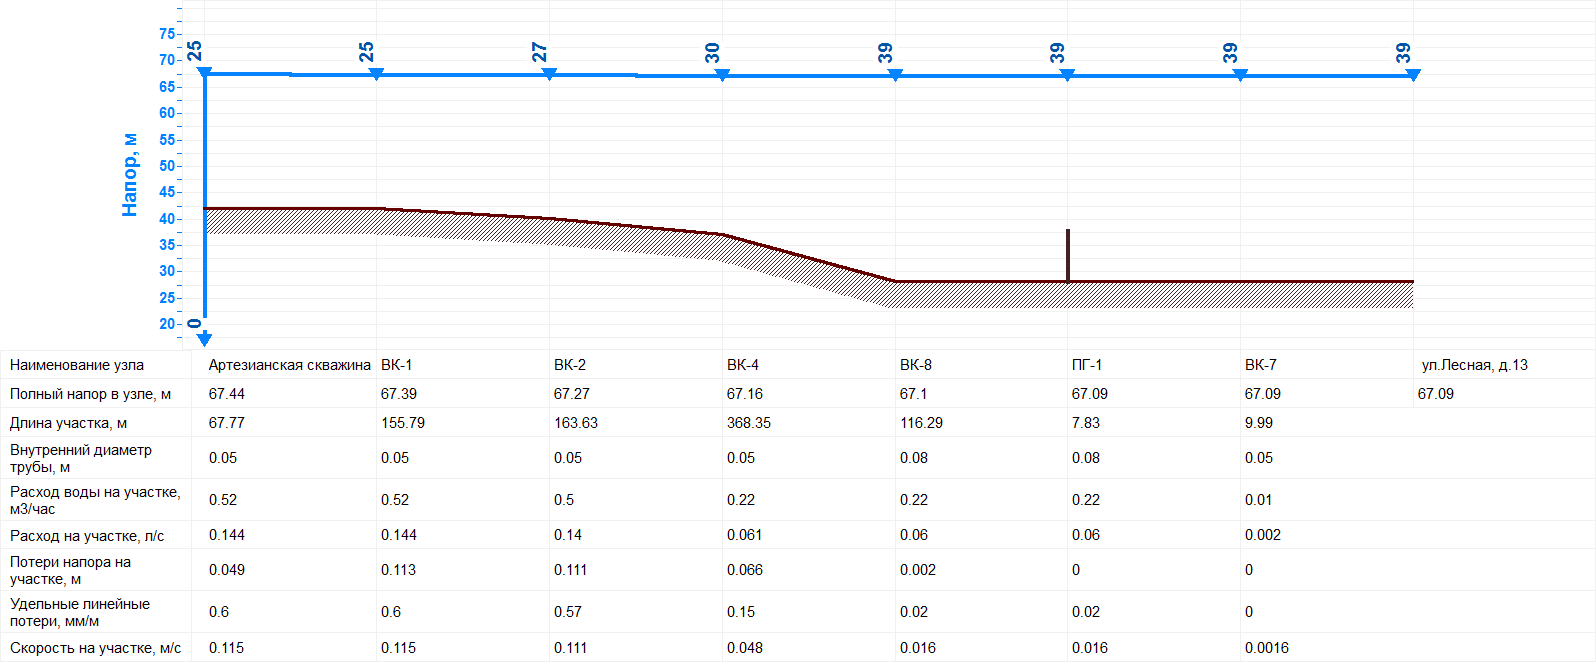 25
25
27
30
39
39
39
39
75
70
65
60
55
50
45
40
35
30
25
20
Напор, м
0
Наименование узла Артезианская скважина ВК-1 ВК-2 ВК-4 ВК-8 ПГ-1 ВК-7 ул.Лесная, д.13
Полный напор в узле, м 67.44 67.39 67.27 67.16 67.1 67.09 67.09 67.09
Длина участка, м 67.77 155.79 163.63 368.35 116.29 7.83 9.99
Внутренний диаметр
трубы, м 0.05 0.05 0.05 0.05 0.08 0.08 0.05
Расход воды на участке,
м3/час 0.52 0.52 0.5 0.22 0.22 0.22 0.01
Расход на участке, л/с 0.144 0.144 0.14 0.061 0.06 0.06 0.002
Потери напора на
участке, м 0.049 0.113 0.111 0.066 0.002 0 0
Удельные линейные
потери, мм/м 0.6 0.6 0.57 0.15 0.02 0.02 0
Скорость на участке, м/с 0.115 0.115 0.111 0.048 0.016 0.016 0.0016